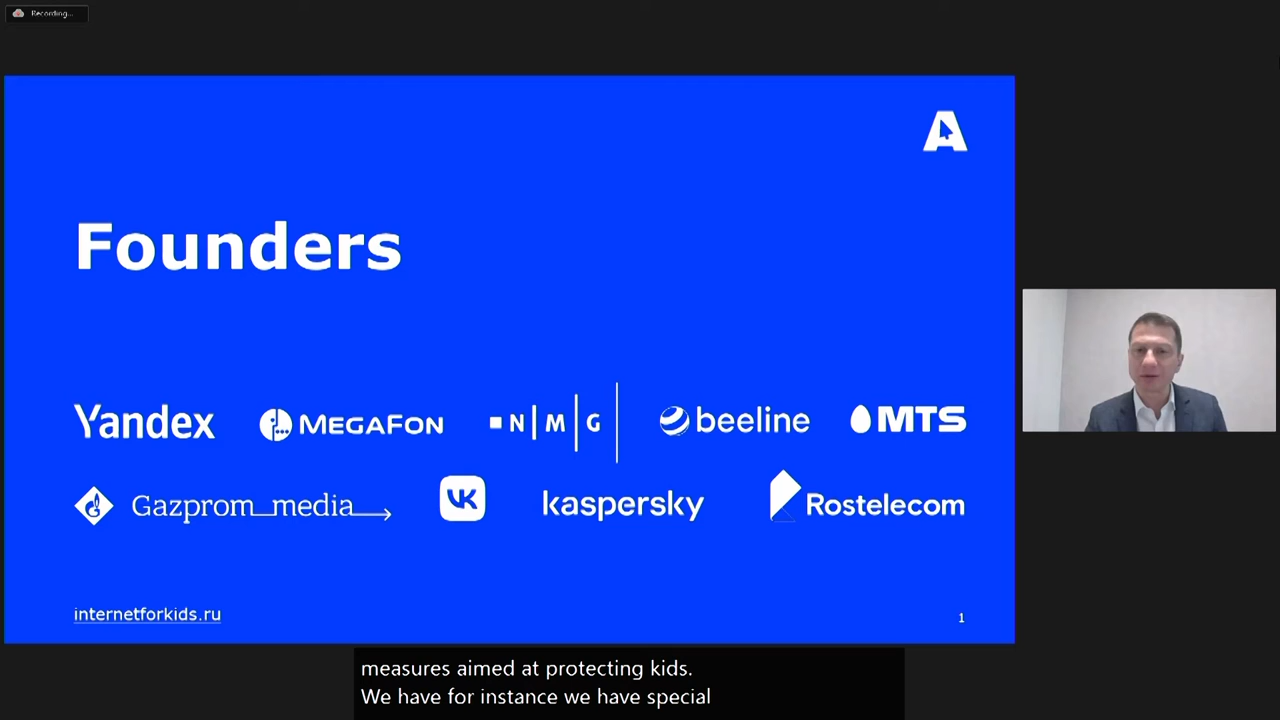 Recording...
A
Founders
Yandex MEGAFON N M G beeline MTS
Gazprom_media VK kaspersky Rostelecom
internetforkids.ru 1
measures aimed at protecting kids.
We have for instance we have special